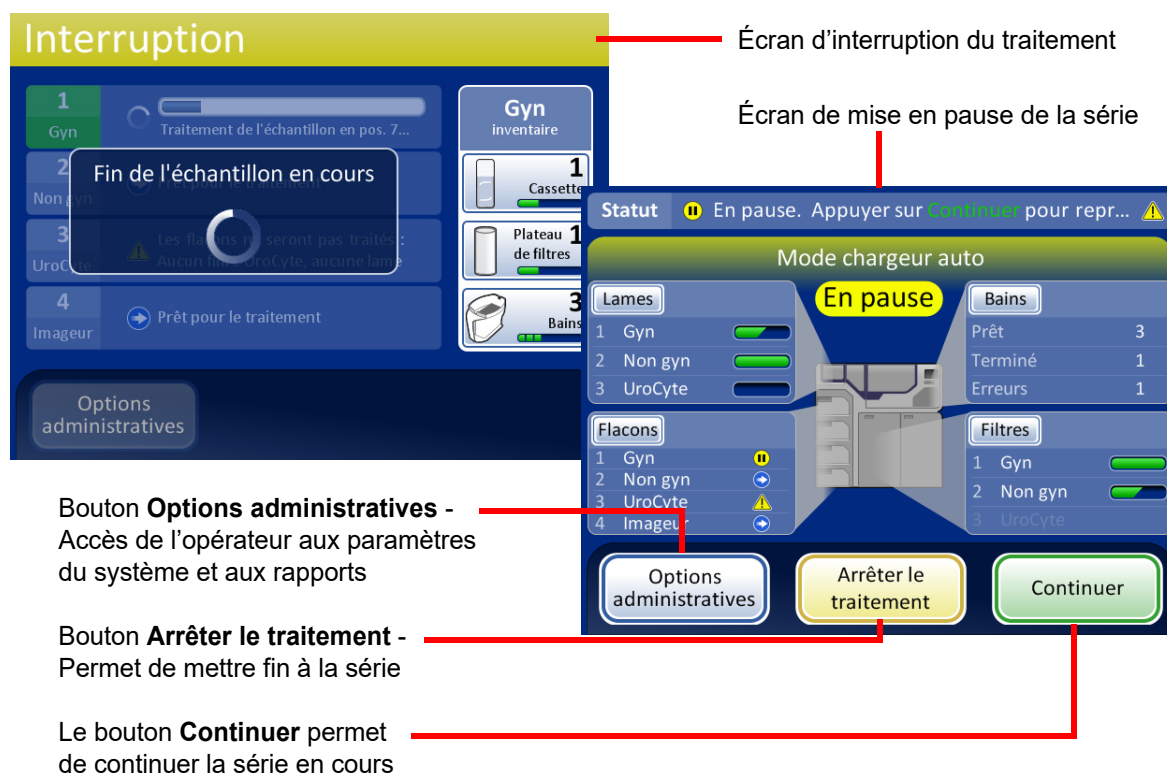 Interruption
Écran d'interruption du traitement
Écran de mise en pause de la série
1
Gyn
Traitement de l'échantillon en pos. 7...
Gyn
inventaire
2
Non gyn
Prêt pour le traitement
Fin de l'échantillon en cours
1
Cassette
3
UroCyte
Les flacons ne seront pas traités :
Aucun filtre UroCyte, aucune lame
Plateau 1
de filtres
4
Imageur
Prêt pour le traitement
3
Bains
Options
administratives
Statut En pause. Appuyer sur Continuer pour repr...
Mode chargeur auto
En pause
Lames
1 Gyn
2 Non gyn
3 UroCyte
Bains
Prêt 3
Terminé 1
Erreurs 1
Flacons
1 Gyn
2 Non gyn
3 UroCyte
4 Imageur
Filtres
1 Gyn
2 Non gyn
3 UroCyte
Options
administratives
Arrêter le
traitement
Continuer
Bouton Options administratives -
Accès de l'opérateur aux paramètres
du système et aux rapports
Bouton Arrêter le traitement -
Permet de mettre fin à la série
Le bouton Continuer permet
de continuer la série en cours